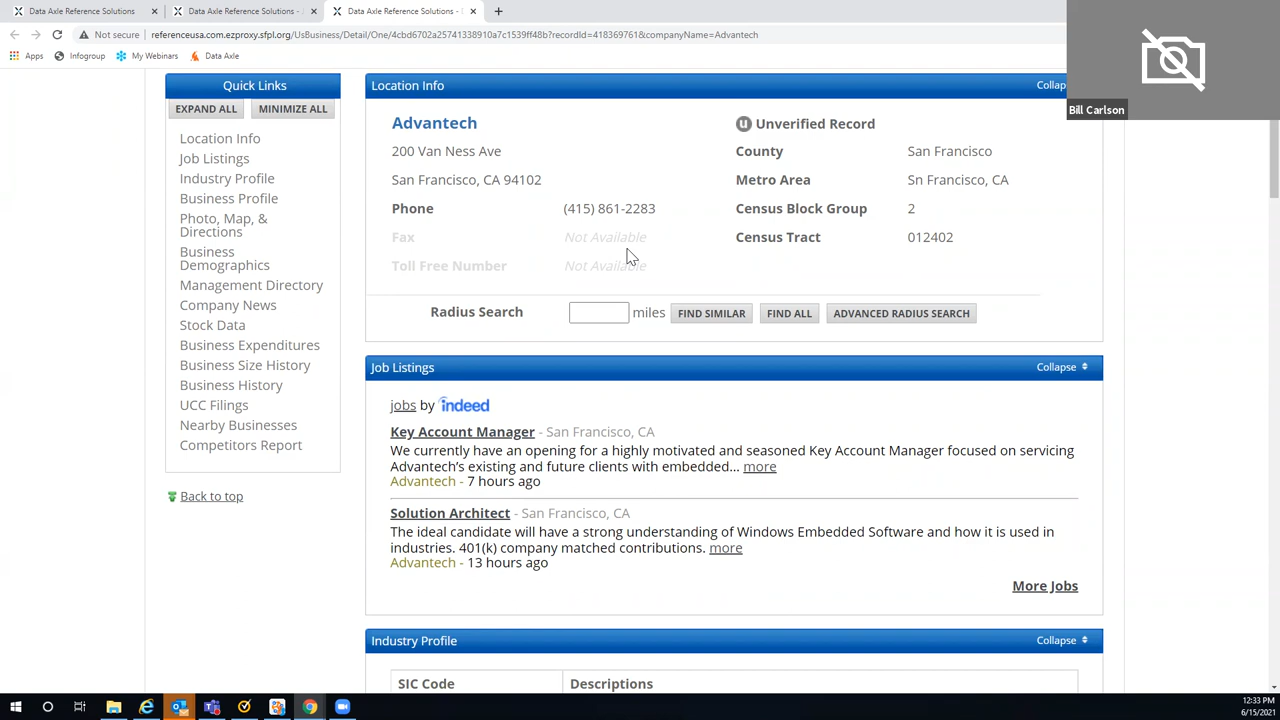 Data Axle Reference Solutions
Data Axle Reference Solutions -
Data Axle Reference Solutions - D
Not secure
referenceusa.com.ezproxy.sfpl.org/UsBusiness/Detail/One/4cbd6702a25741338910a7c1539ff48b?recordId=418369761&companyName=Advantech
Apps
Infogroup
My Webinars
Data Axle
Bill Carlson
Quick Links
EXPAND ALL
MINIMIZE ALL
Location Info
Job Listings
Industry Profile
Business Profile
Photo, Map, &
Directions
Business
Demographics
Management Directory
Company News
Stock Data
Business Expenditures
Business Size History
Business History
UCC Filings
Nearby Businesses
Competitors Report
Back to top
Location Info
Collapse
Advantech
200 Van Ness Ave
San Francisco, CA 94102
Phone (415) 861-2283
Fax Not Available
Toll Free Number Not Available
u Unverified Record
County San Francisco
Metro Area Sn Francisco, CA
Census Block Group 2
Census Tract 012402
Radius Search miles FIND SIMILAR FIND ALL ADVANCED RADIUS SEARCH
Job Listings
Collapse
jobs by indeed
Key Account Manager - San Francisco, CA
We currently have an opening for a highly motivated and seasoned Key Account Manager focused on servicing
Advantech's existing and future clients with embedded... more
Advantech - 7 hours ago
Solution Architect - San Francisco, CA
The ideal candidate will have a strong understanding of Windows Embedded Software and how it is used in
industries. 401(k) company matched contributions. more
Advantech - 13 hours ago
More Jobs
Industry Profile
Collapse
SIC Code
Descriptions
12:33 PM
6/15/2021